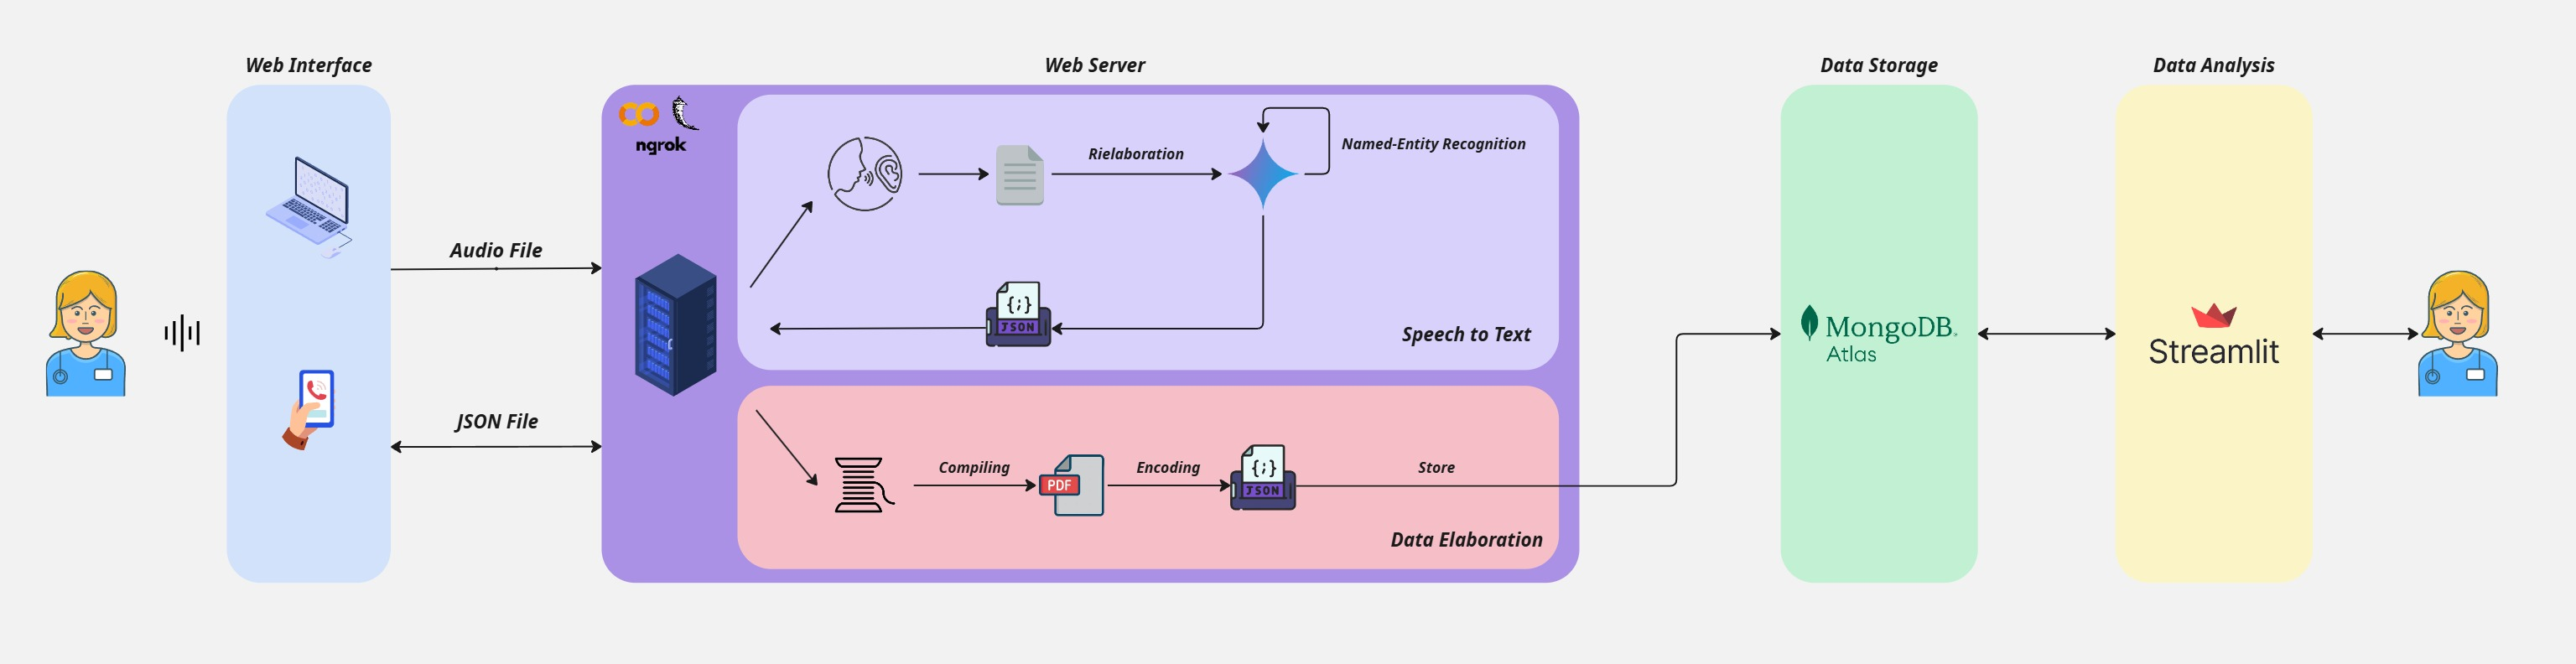 Web Interface
Web Server
Data Storage
Data Analysis
ngrok
Rielaboration
Named-Entity Recognition
Audio File
{;}
JSON
Speech to Text
MongoDB.
Atlas
Streamlit
JSON File
Compiling
PDF
Encoding
{;}
JSON
Store
Data Elaboration